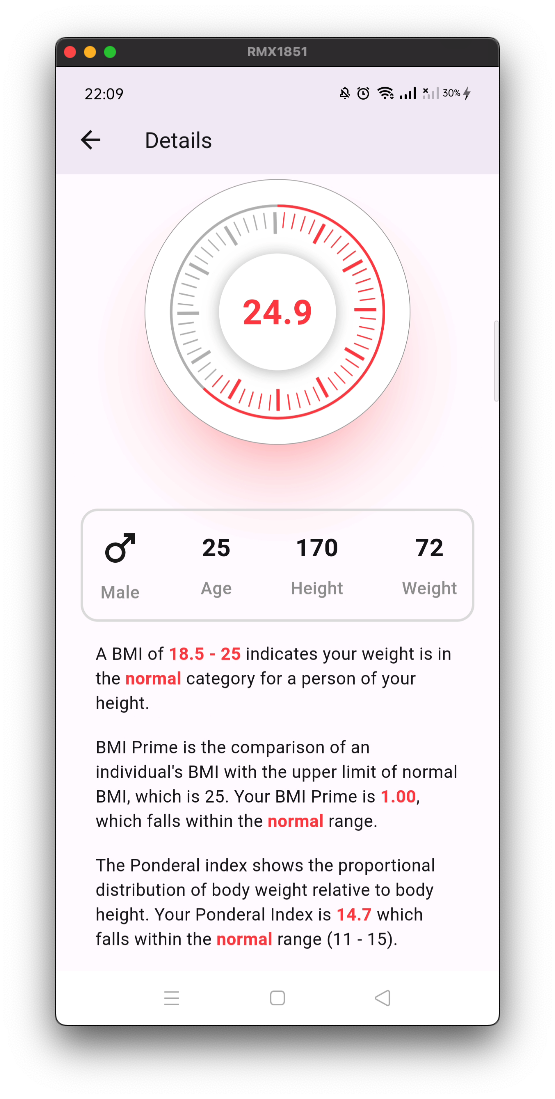 RMX1851
22:09 30%
Details
24.9
25 170 72
Male Age Height Weight
A BMI of 18.5 - 25 indicates your weight is in
the normal category for a person of your
height.
BMI Prime is the comparison of an
individual's BMI with the upper limit of normal
BMI, which is 25. Your BMI Prime is 1.00,
which falls within the normal range.
The Ponderal index shows the proportional
distribution of body weight relative to body
height. Your Ponderal Index is 14.7 which
falls within the normal range (11 - 15).